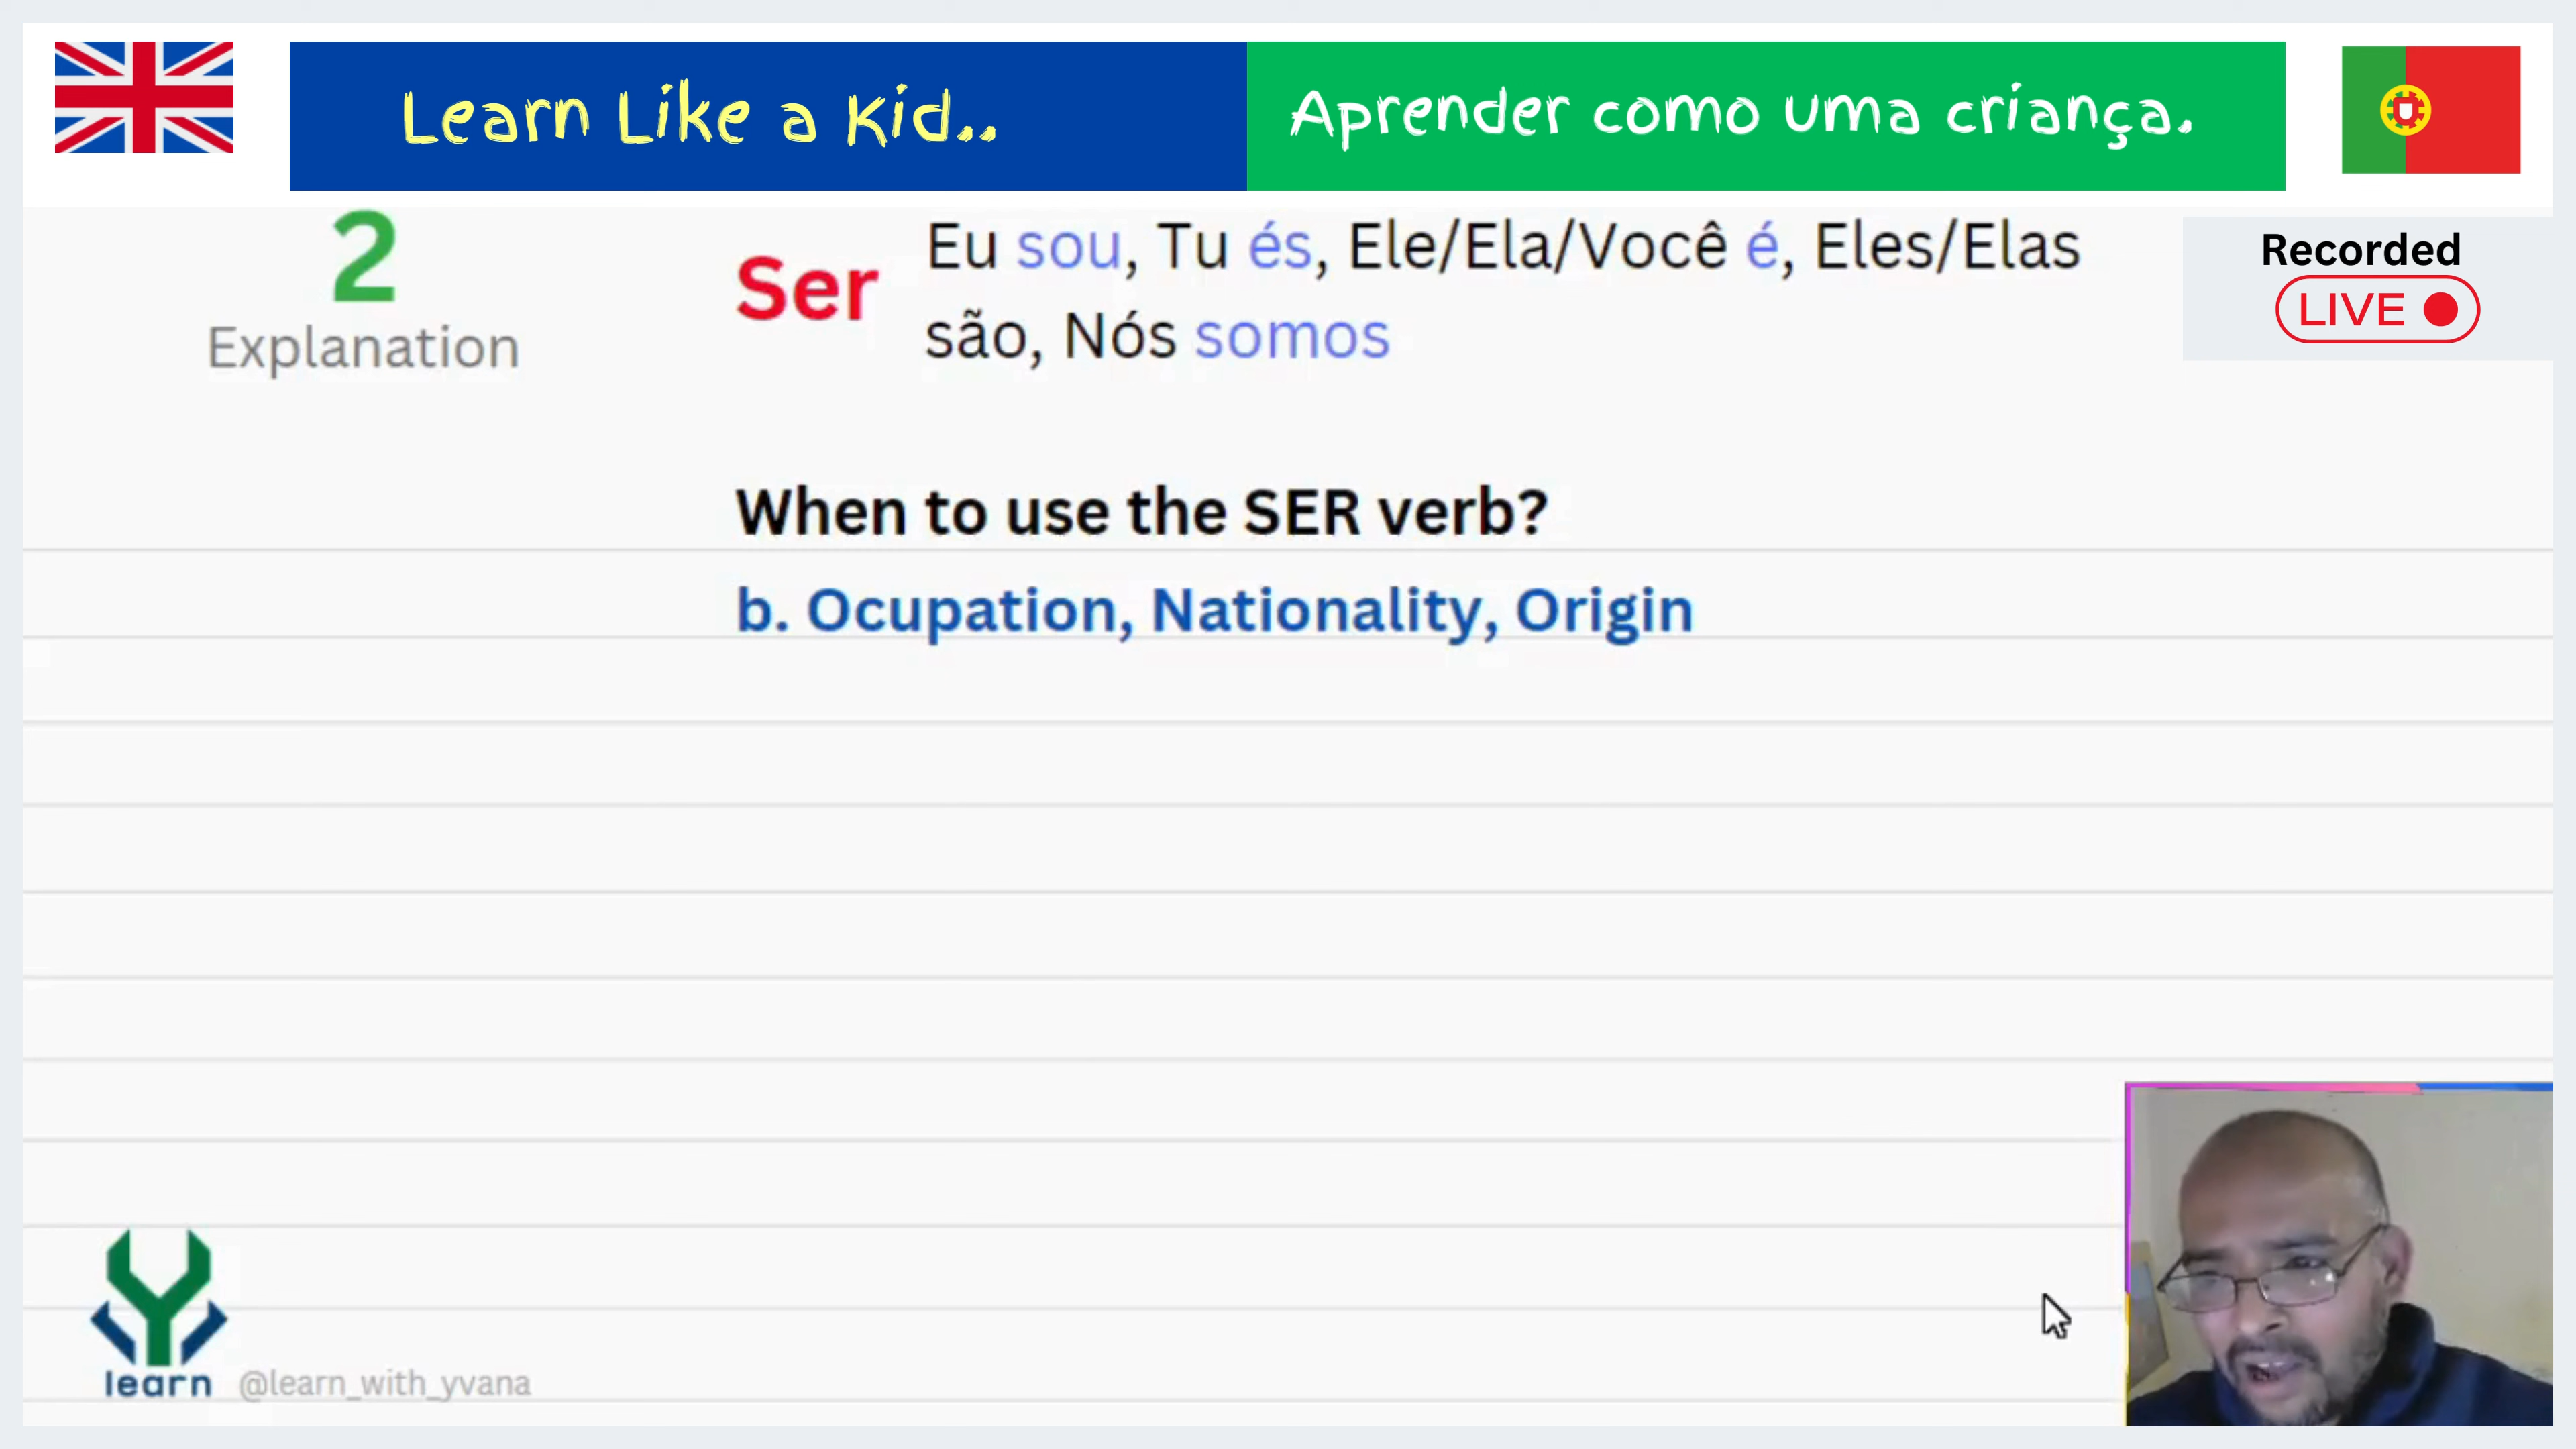 Learn Like a Kid..
Aprender como uma criança.
2
Explanation
Ser
Eu sou, Tu és, Ele/Ela/Você é, Eles/Elas
são, Nós somos
Recorded
LIVE
When to use the SER verb?
b. Ocupation, Nationality, Origin
learn
@learn_with_yvana